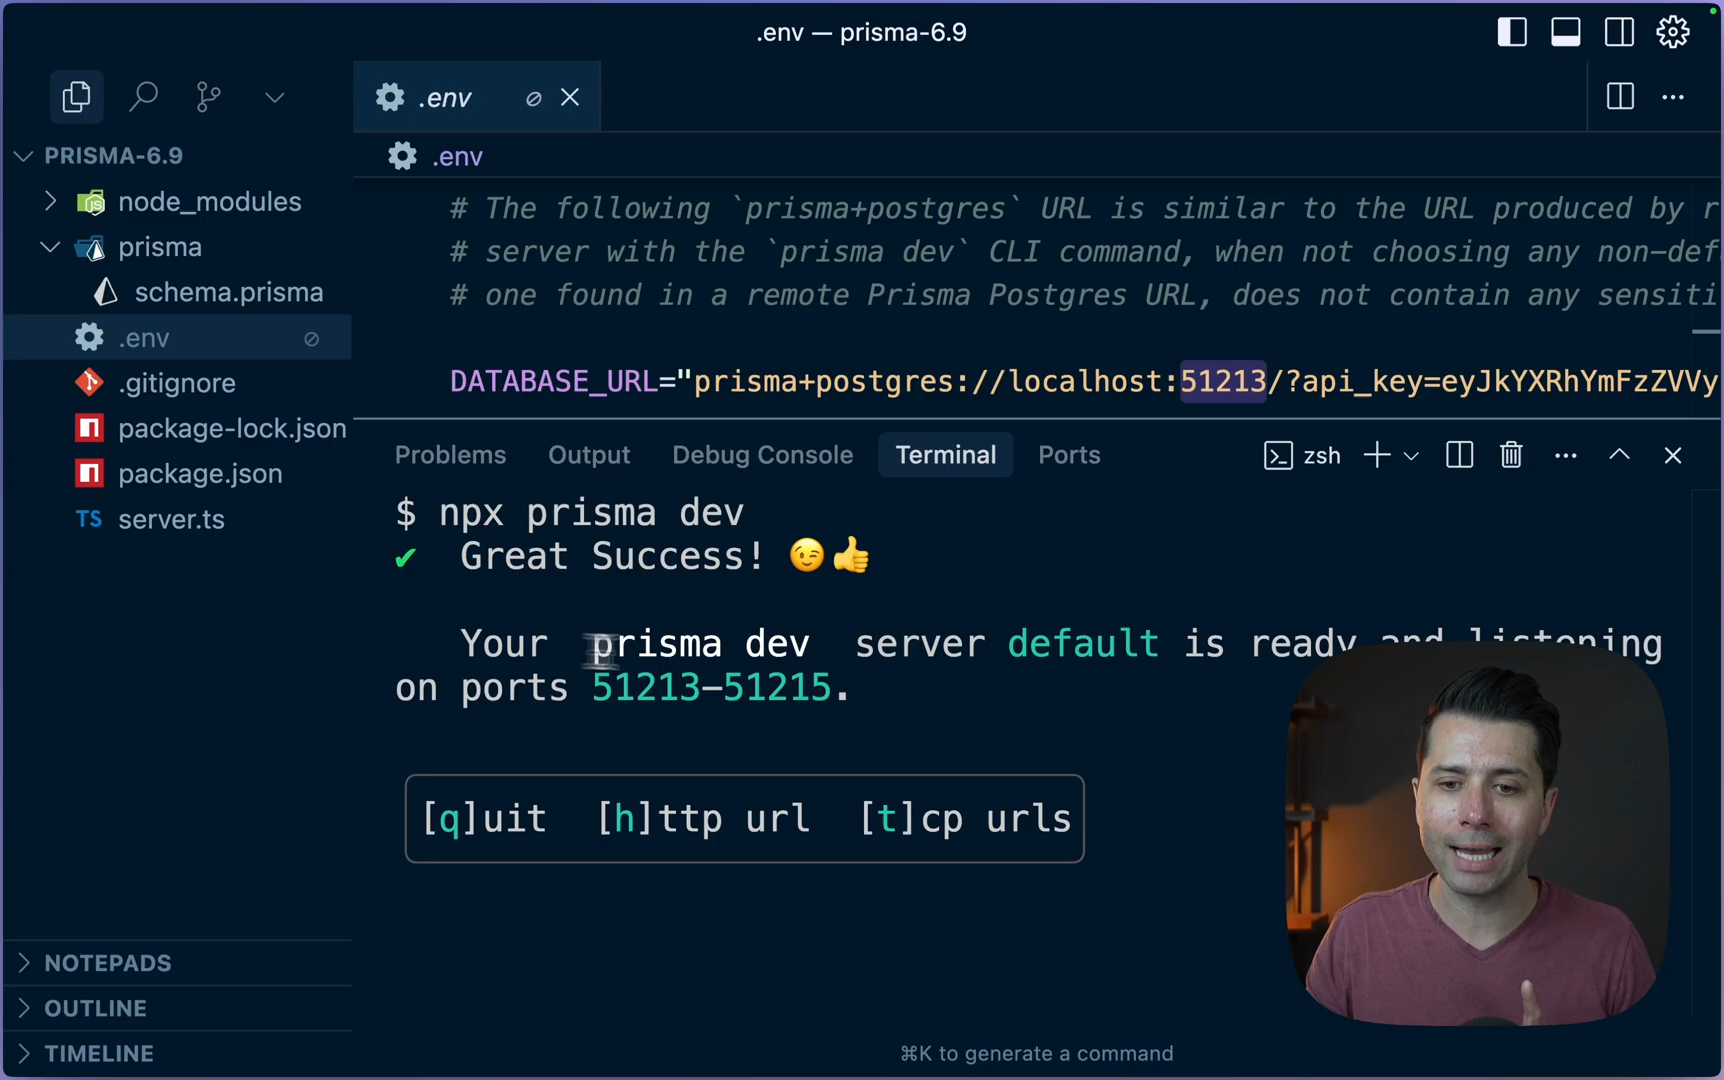 .env — prisma-6.9
.env
PRISMA-6.9
.env
node_modules
# The following `prisma+postgres` URL is similar to the URL produced by r
prisma
# server with the `prisma dev` CLI command, when not choosing any non-def
schema.prisma
# one found in a remote Prisma Postgres URL, does not contain any sensiti
.env
.gitignore
DATABASE_URL="prisma+postgres://localhost:51213/?api_key=eyJkYXRhYmFzZVVy
package-lock.json
Problems Output Debug Console Terminal Ports zsh
package.json
TS server.ts
$ npx prisma dev
✔ Great Success! 😉👍
Your prisma dev server default is ready and listening
on ports 51213-51215.
[q]uit [h]ttp url [t]cp urls
NOTEPADS
OUTLINE
TIMELINE
⌘K to generate a command